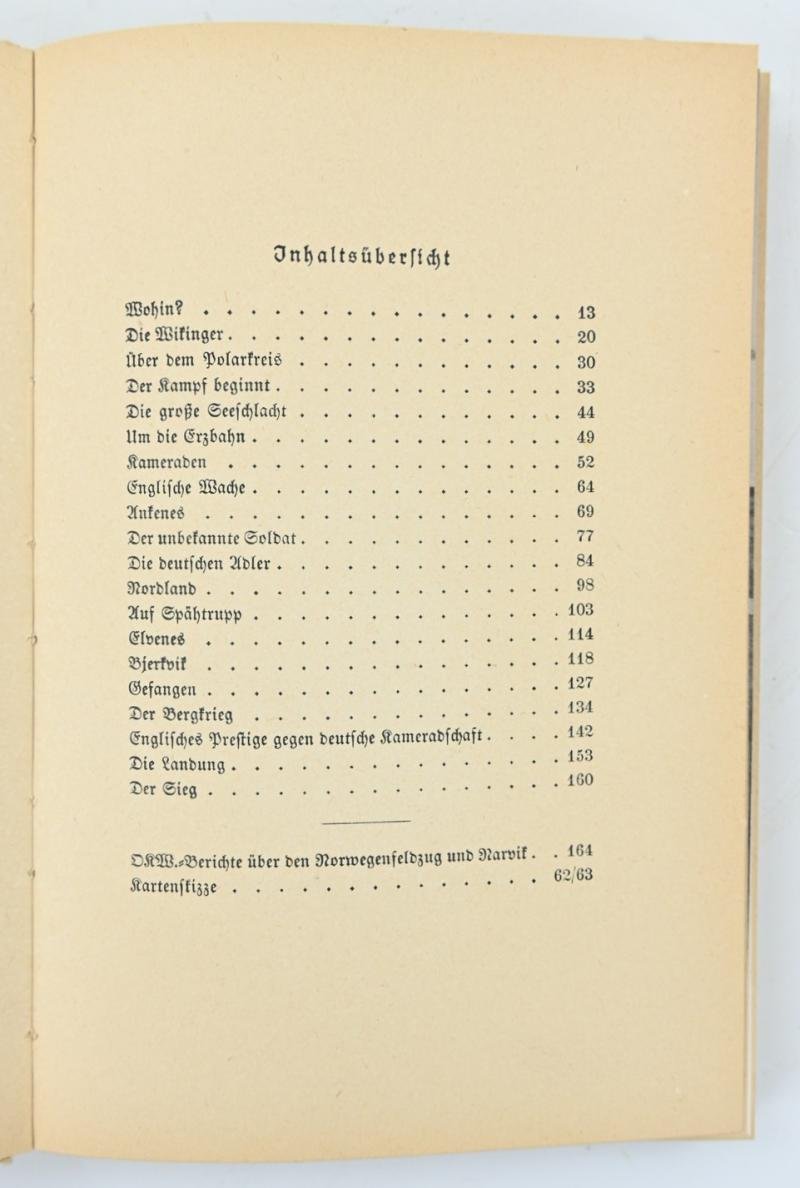 Inhaltsübersicht
Wohin? . . . . . . . . . . . . . . . . 13
Die Wikinger . . . . . . . . . . . . . . . 20
Über dem Polarkreis . . . . . . . . . . . . 30
Der Kampf beginnt . . . . . . . . . . . . . 33
Die große Seeschlacht . . . . . . . . . . . . 44
Um die Erzbahn . . . . . . . . . . . . . . 49
Kameraden . . . . . . . . . . . . . . . 52
Englische Wache . . . . . . . . . . . . . . 64
Ankenes . . . . . . . . . . . . . . . . 69
Der unbekannte Soldat . . . . . . . . . . . . 77
Die deutschen Adler . . . . . . . . . . . . . 84
Nordland . . . . . . . . . . . . . . . . 98
Auf Spähtrupp . . . . . . . . . . . . . . 103
Elvenes . . . . . . . . . . . . . . . . 114
Bjerkvik . . . . . . . . . . . . . . . . 118
Gefangen . . . . . . . . . . . . . . . . 127
Der Bergkrieg . . . . . . . . . . . . . . 134
Englisches Prestige gegen deutsche Kameradschaft . . . . 142
Die Landung . . . . . . . . . . . . . . . 153
Der Sieg . . . . . . . . . . . . . . . . 160
OKW.-Berichte über den Norwegenfeldzug und Narvik . . 164
Kartenskizze . . . . . . . . . . . . . . 62/63